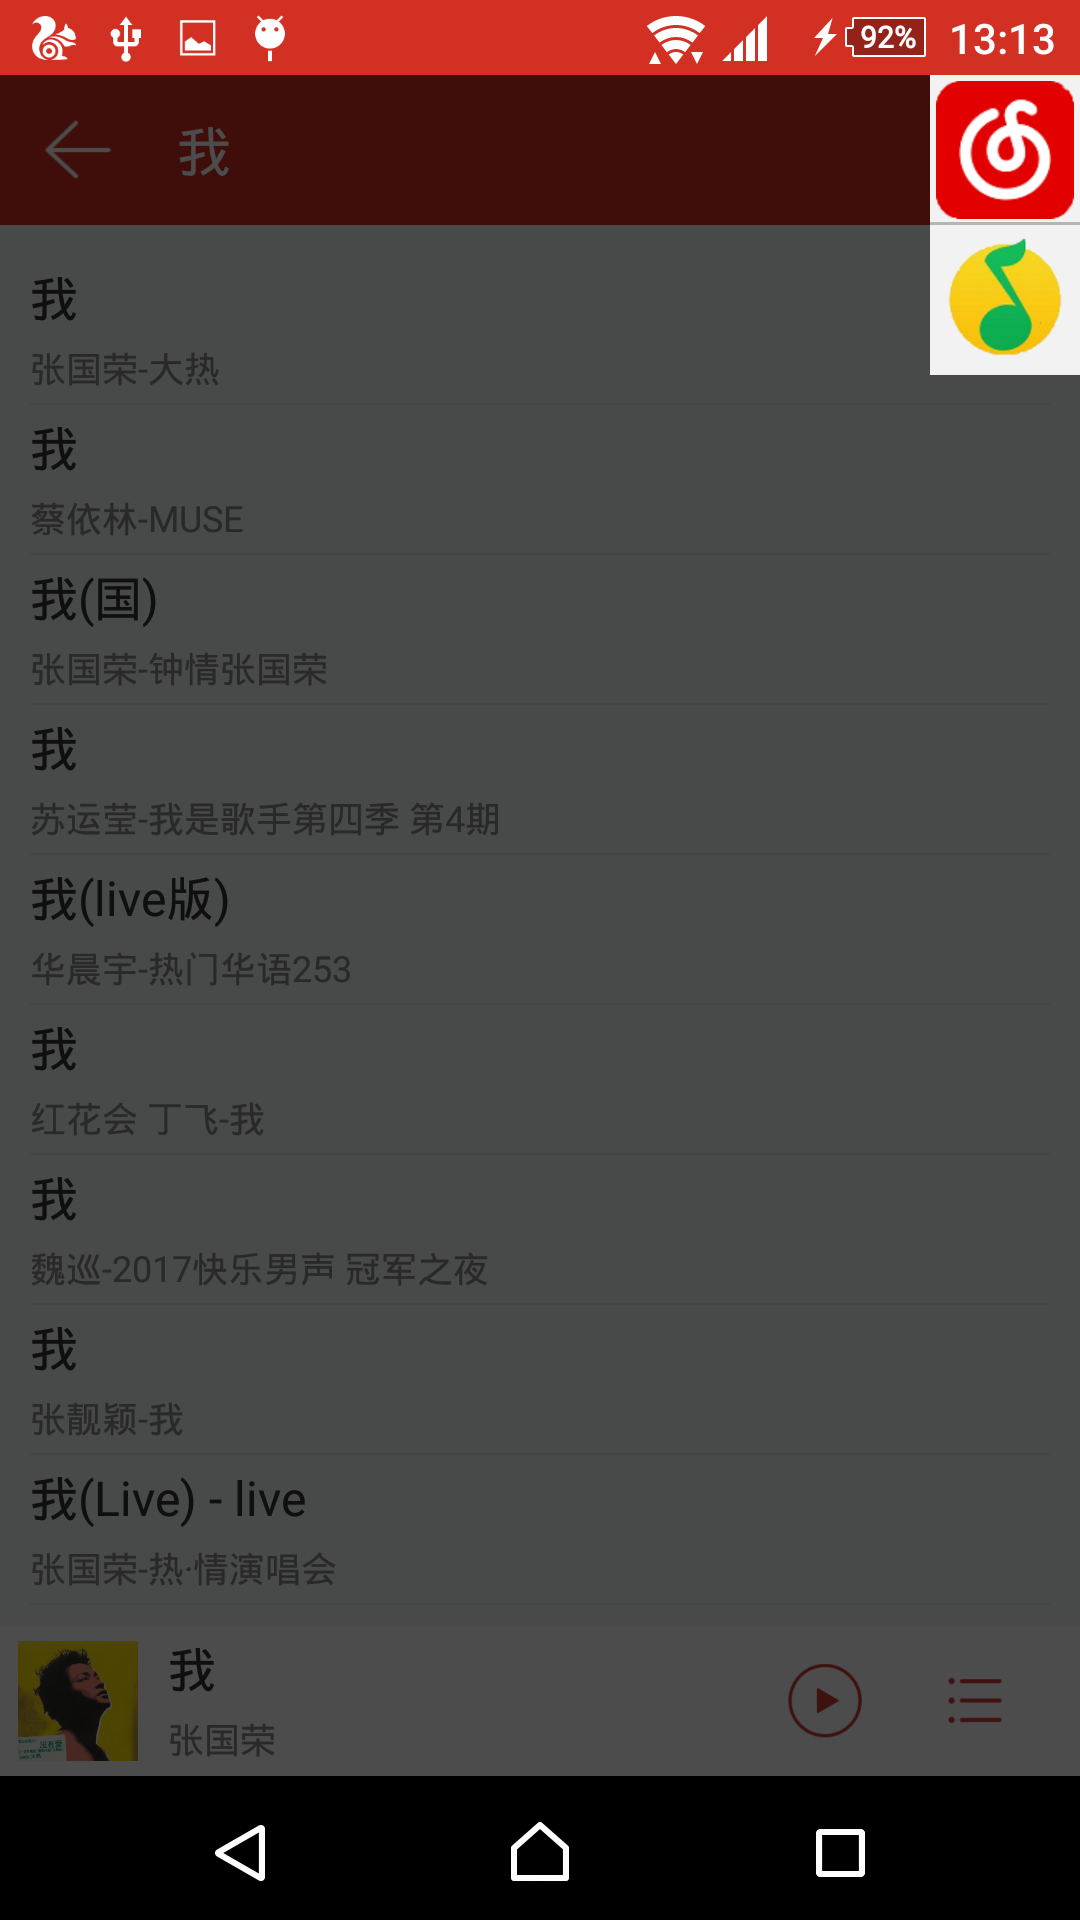 92% 13:13
我
我
张国荣-大热
我
蔡依林-MUSE
我(国)
张国荣-钟情张国荣
我
苏运莹-我是歌手第四季 第4期
我(live版)
华晨宇-热门华语253
我
红花会 丁飞-我
我
魏巡-2017快乐男声 冠军之夜
我
张靓颖-我
我(Live) - live
张国荣-热·情演唱会
我
张国荣